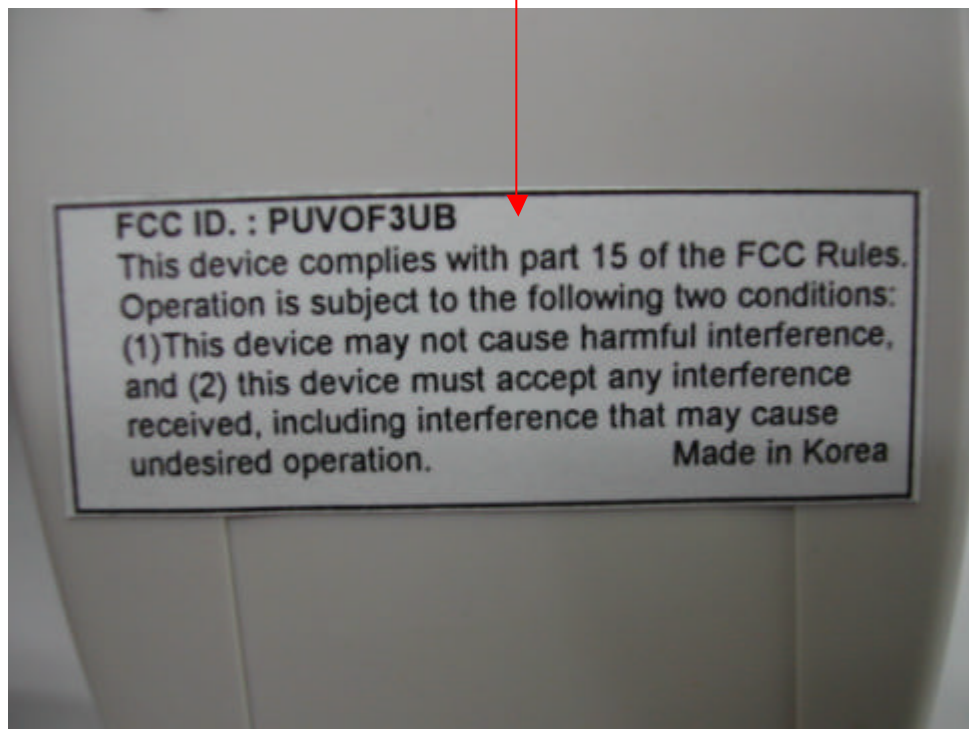 FCC ID. : PUVOF3UB
This device complies with part 15 of the FCC Rules.
Operation is subject to the following two conditions:
(1)This device may not cause harmful interference,
and (2) this device must accept any interference
received, including interference that may cause
undesired operation. Made in Korea